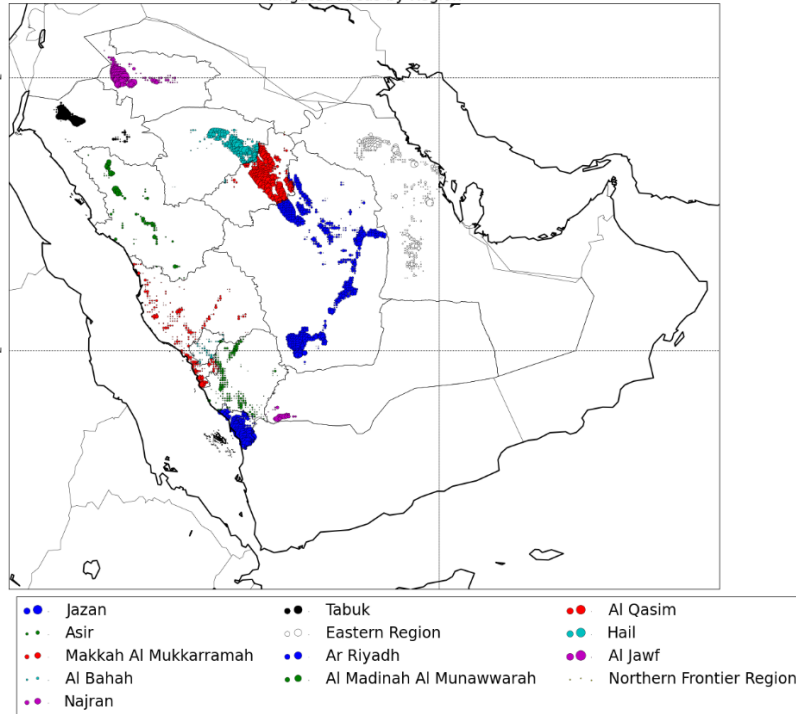 Jazan Tabuk Al Qasim
Asir Eastern Region Hail
Makkah Al Mukkarramah Ar Riyadh Al Jawf
Al Bahah Al Madinah Al Munawwarah Northern Frontier Region
Najran